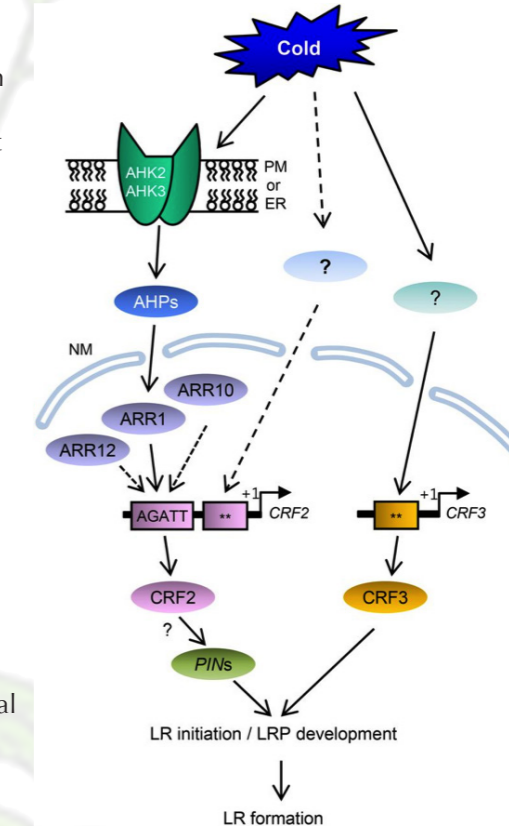 Cold
AHK2
AHK3
PM
or
ER
?
?
AHPs
NM
ARR10
ARR1
ARR12
+1
AGATT
**
CRF2
+1
**
CRF3
CRF2
CRF3
?
PINs
LR initiation / LRP development
LR formation